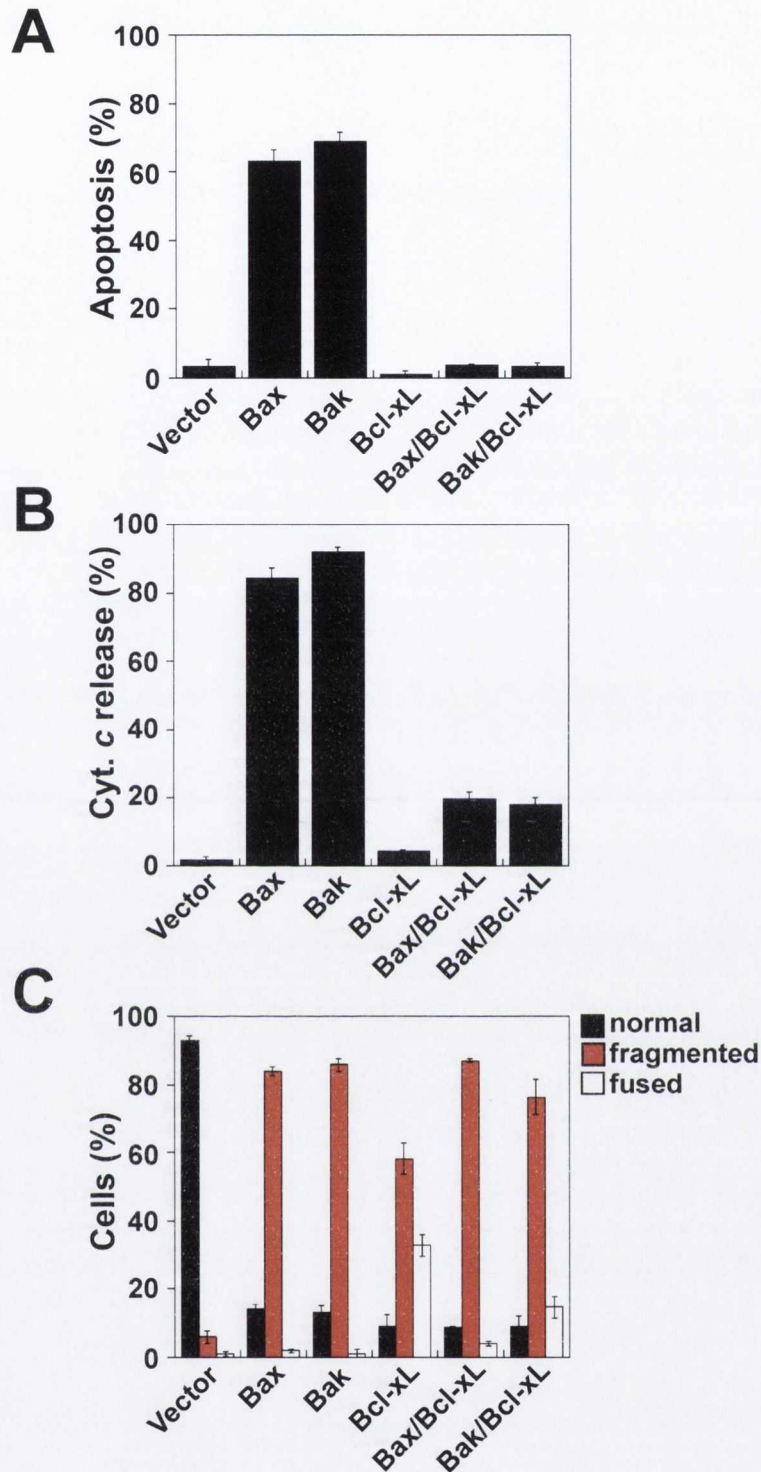 A
Apoptosis (%)
100
80
60
40
20
0
Vector
Bax
Bak
Bcl-xL
Bax/Bcl-xL
Bak/Bcl-xL
B
Cyt. c release (%)
100
80
60
40
20
0
Vector
Bax
Bak
Bcl-xL
Bax/Bcl-xL
Bak/Bcl-xL
C
Cells (%)
100
80
60
40
20
0
normal
fragmented
fused
Vector
Bax
Bak
Bcl-xL
Bax/Bcl-xL
Bak/Bcl-xL